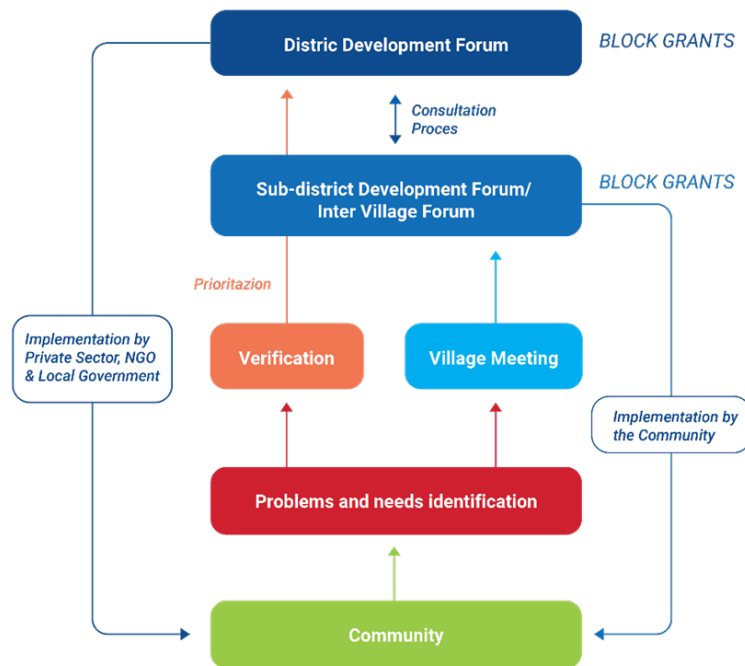 Distric Development Forum
BLOCK GRANTS
Consultation
Proces
Sub-district Development Forum/
Inter Village Forum
BLOCK GRANTS
Prioritazion
Implementation by
Private Sector, NGO
& Local Government
Verification
Village Meeting
Implementation by
the Community
Problems and needs identification
Community